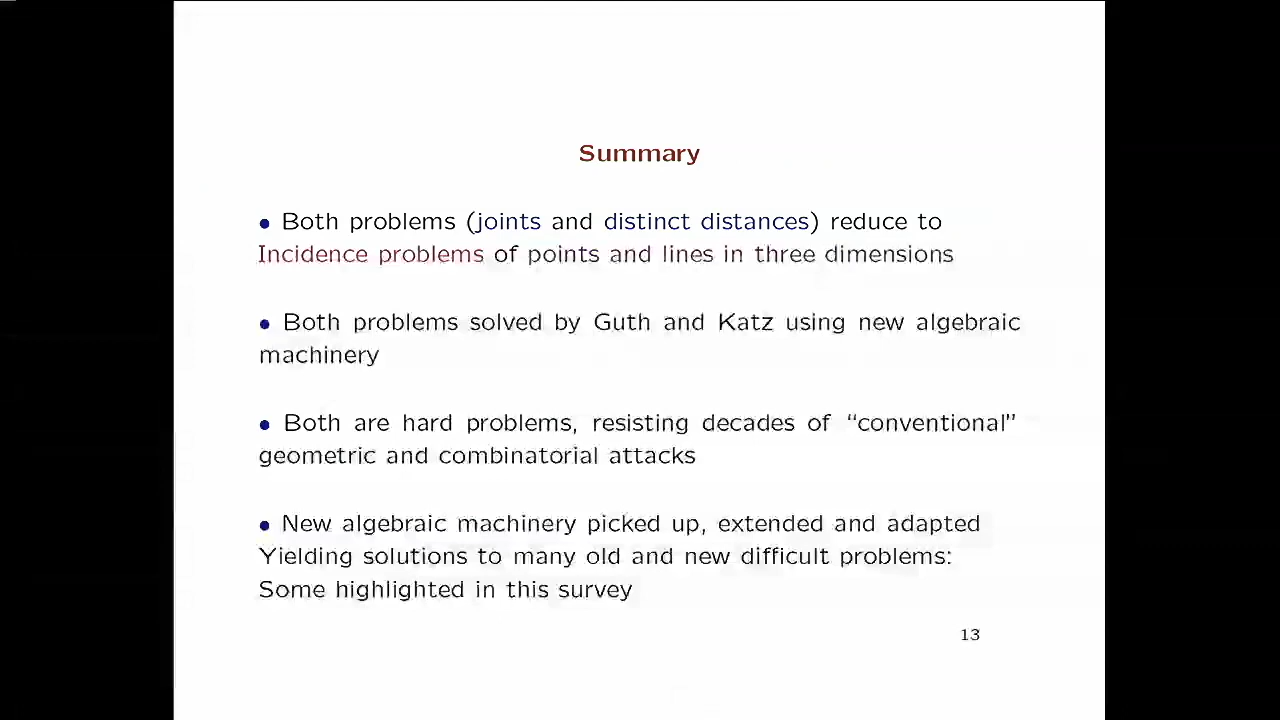 Summary
• Both problems (joints and distinct distances) reduce to
Incidence problems of points and lines in three dimensions
• Both problems solved by Guth and Katz using new algebraic
machinery
• Both are hard problems, resisting decades of “conventional”
geometric and combinatorial attacks
• New algebraic machinery picked up, extended and adapted
Yielding solutions to many old and new difficult problems:
Some highlighted in this survey
13